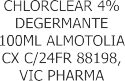 CHLORCLEAR 4%
DEGERMANTE
100ML ALMOTOLIA
CX C/24FR 88198,
VIC PHARMA